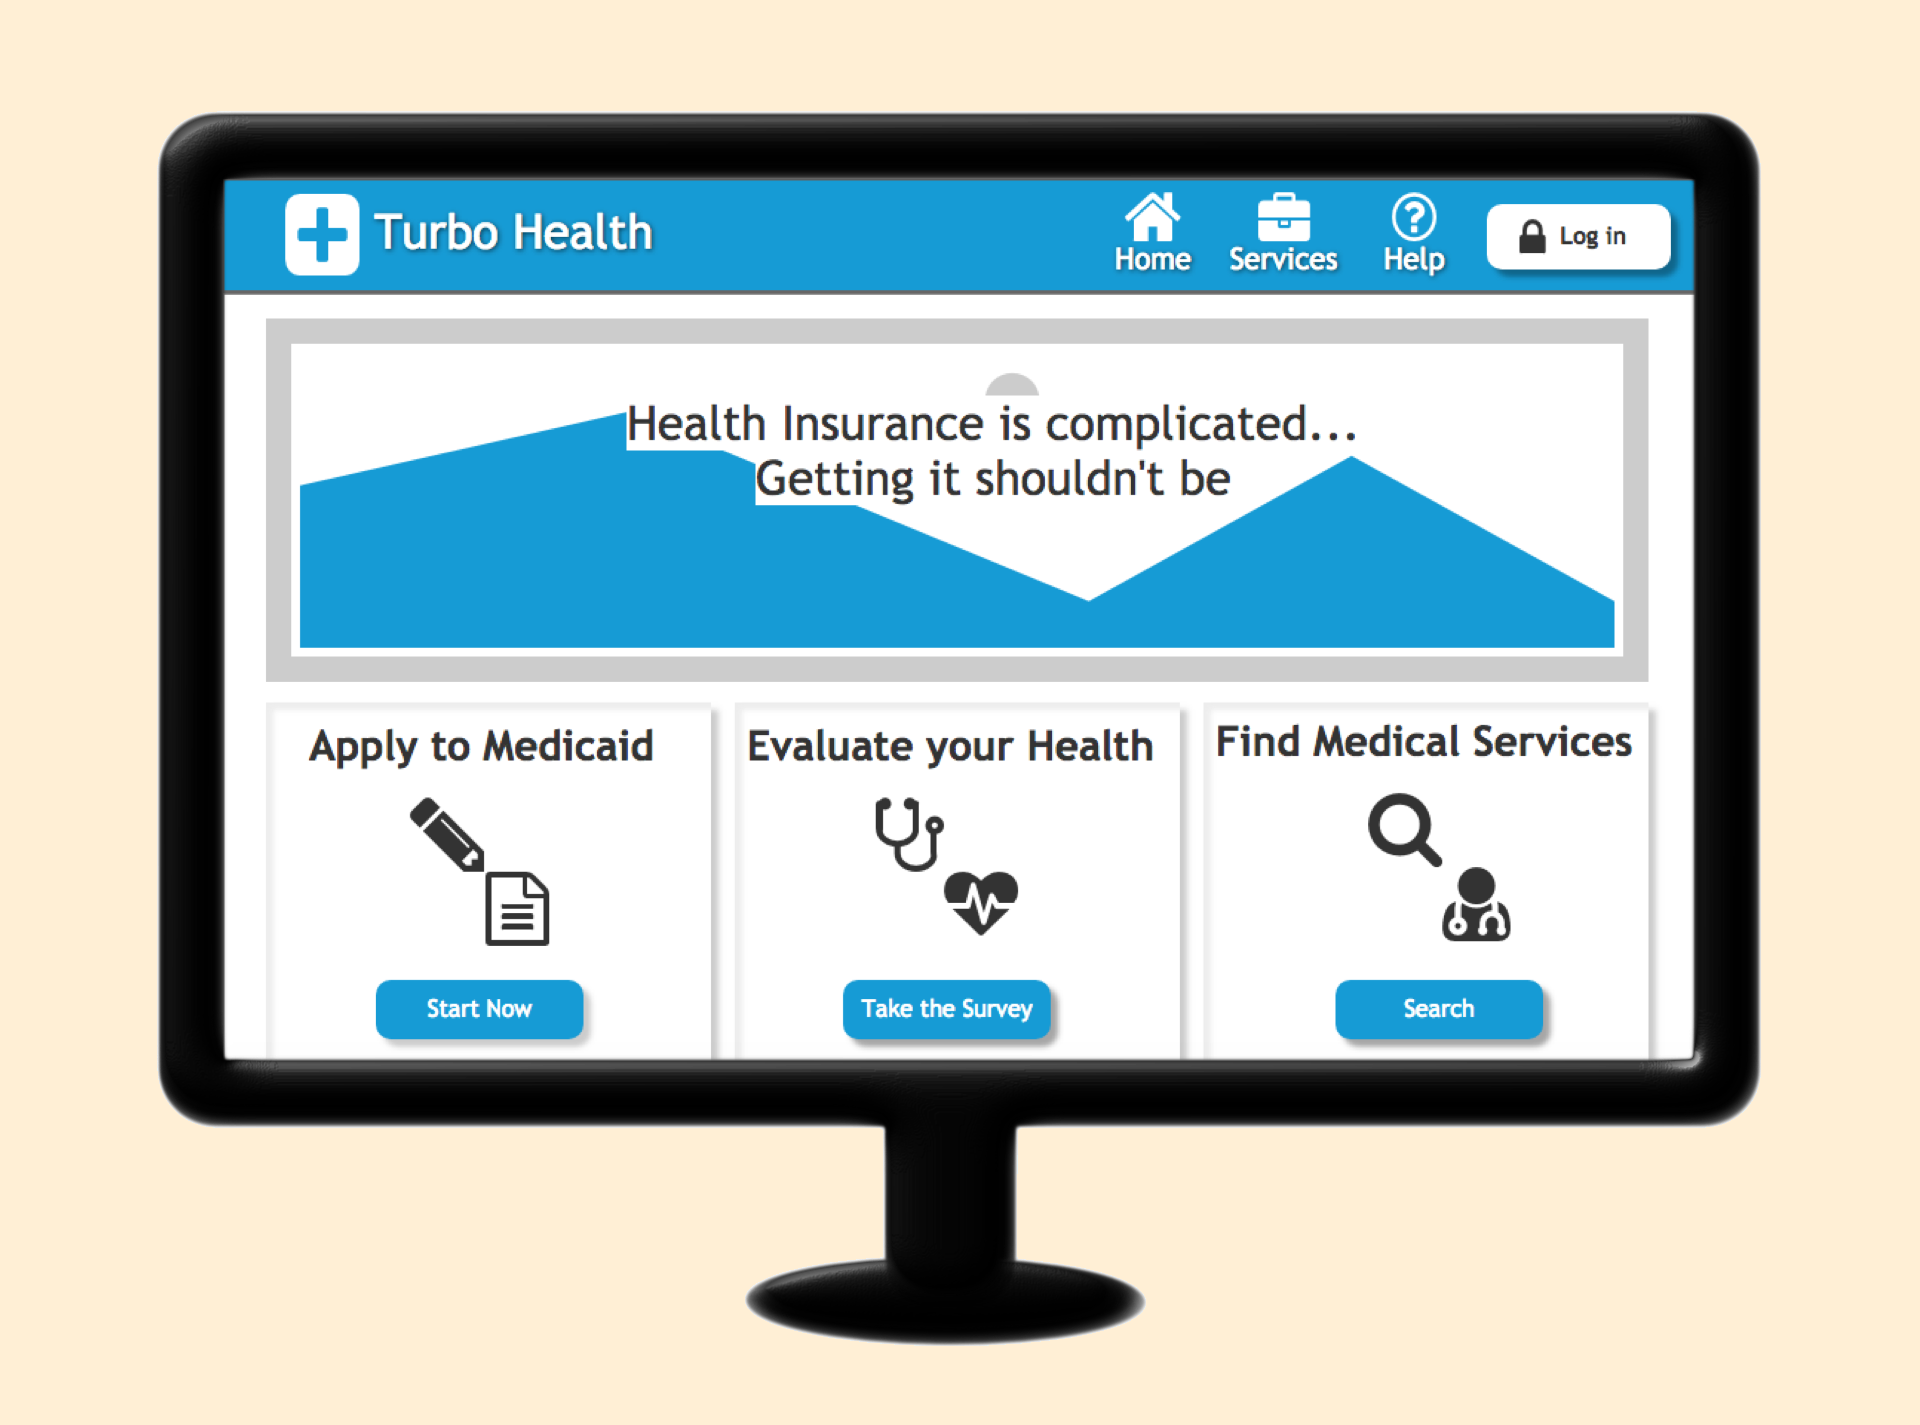 Turbo Health
Home
Services
Help
Log in
Health Insurance is complicated...
Getting it shouldn't be
Apply to Medicaid
Evaluate your Health
Find Medical Services
Start Now
Take the Survey
Search